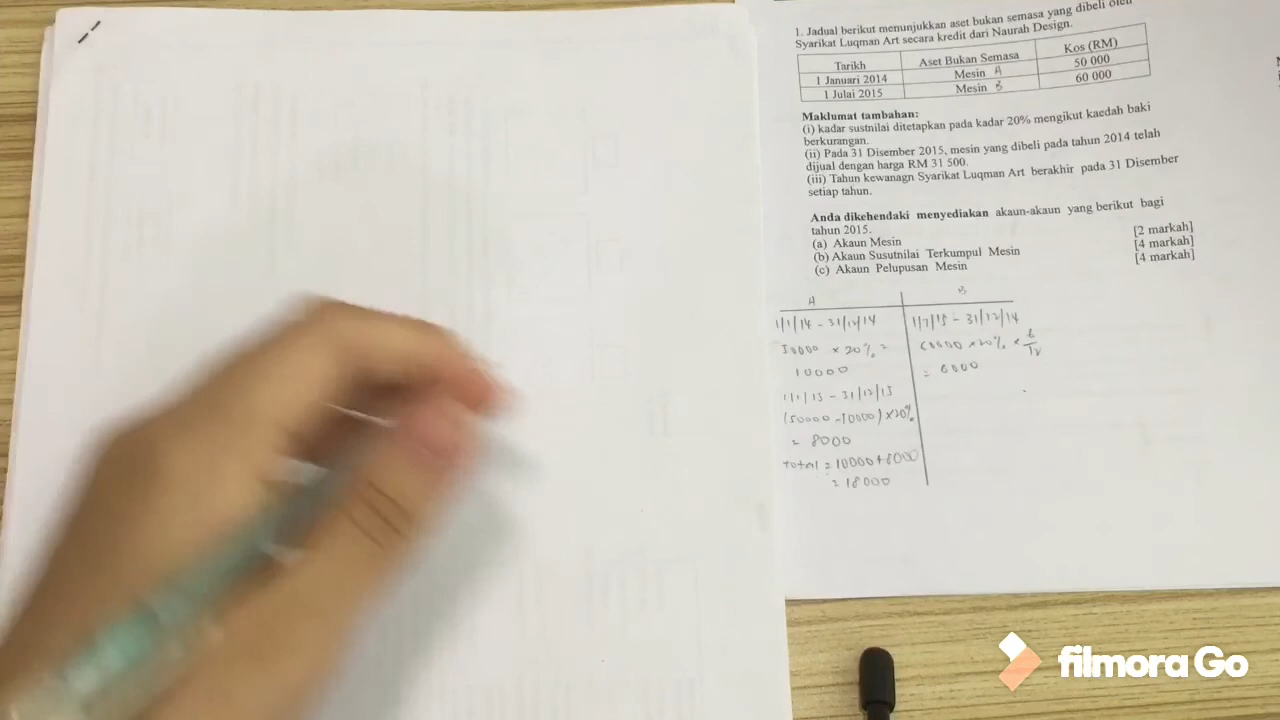 1. Jadual berikut menunjukkan aset bukan semasa yang dibeli oleh
Syarikat Luqman Art secara kredit dari Naurah Design.
Tarikh Aset Bukan Semasa Kos (RM)
1 Januari 2014 Mesin A 50 000
1 Julai 2015 Mesin B 60 000
Maklumat tambahan:
(i) kadar sustnilai ditetapkan pada kadar 20% mengikut kaedah baki
berkurangan.
(ii) Pada 31 Disember 2015, mesin yang dibeli pada tahun 2014 telah
dijual dengan harga RM 31 500.
(iii) Tahun kewanagn Syarikat Luqman Art berakhir pada 31 Disember
setiap tahun.
Anda dikehendaki menyediakan akaun-akaun yang berikut bagi
tahun 2015.
(a) Akaun Mesin [2 markah]
(b) Akaun Susutnilai Terkumpul Mesin [4 markah]
(c) Akaun Pelupusan Mesin [4 markah]
A
1/1/14 - 31/12/14
50000 × 20% =
10000
1/1/15 - 31/12/15
(50000 - 10000) × 20%
= 8000
total = 10000 + 8000
= 18000
B
1/7/15 - 31/12/14
60000 × 20% × 6/12
= 6000
filmora Go